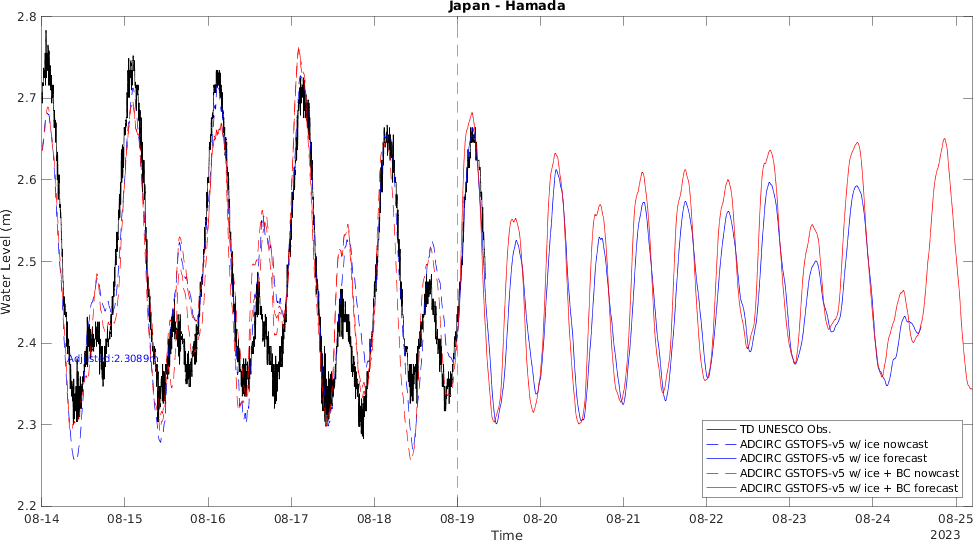 Japan - Hamada
2.8
2.7
2.6
2.5
2.4
2.3
2.2
Water Level (m)
Adjusted:2.3089m
TD UNESCO Obs.
ADCIRC GSTOFS-v5 w/ ice nowcast
ADCIRC GSTOFS-v5 w/ ice forecast
ADCIRC GSTOFS-v5 w/ ice + BC nowcast
ADCIRC GSTOFS-v5 w/ ice + BC forecast
08-14 08-15 08-16 08-17 08-18 08-19 08-20 08-21 08-22 08-23 08-24 08-25
Time
2023